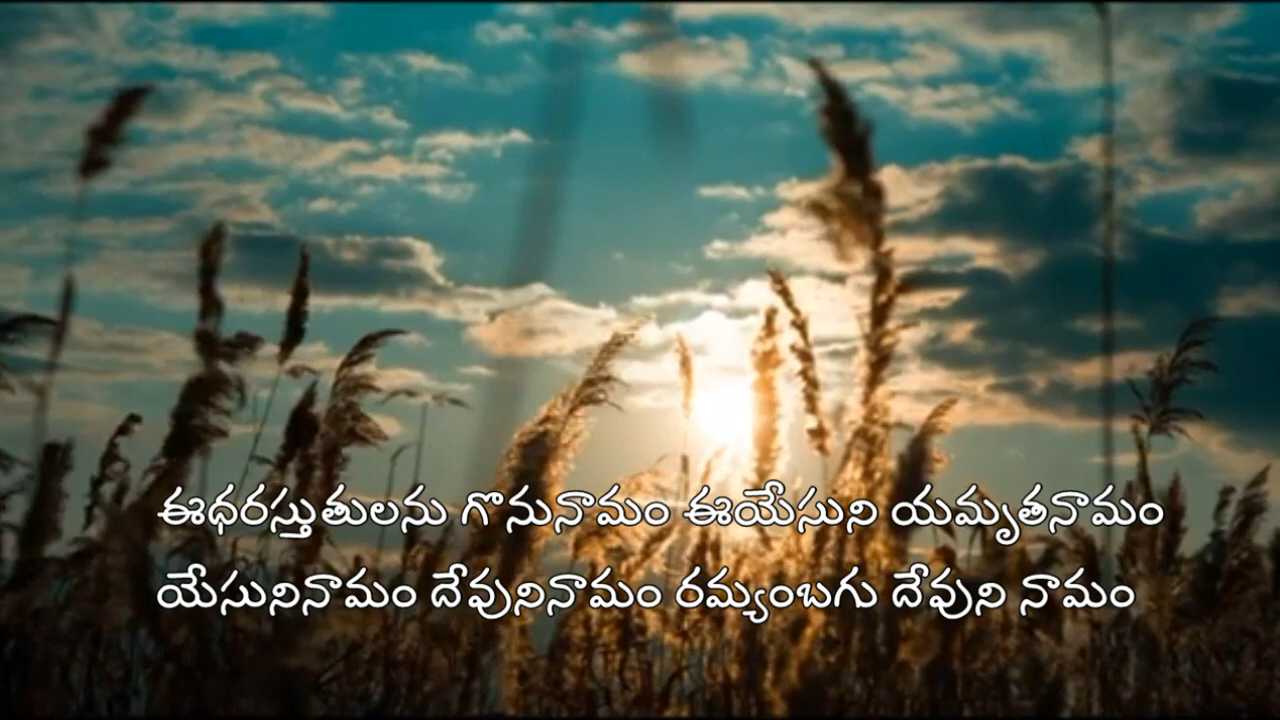 ఈధరస్తుతులను గొనునామం ఈయేసుని యమృతనామం
యేసునినామం దేవునినామం రమ్యంబగు దేవుని నామం